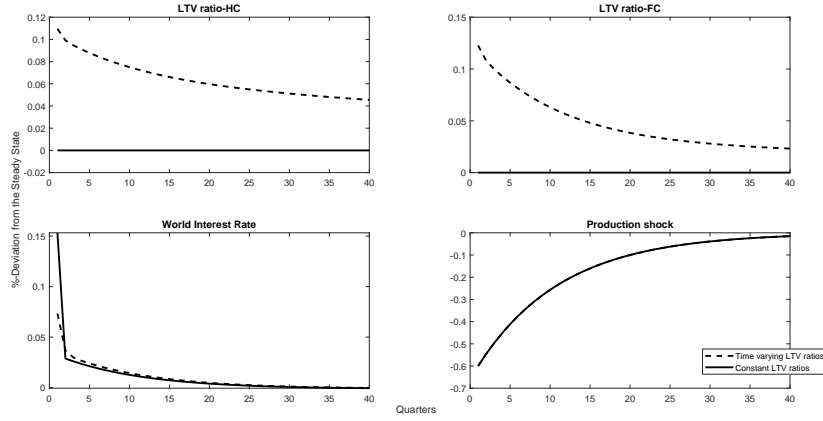 LTV ratio-HC
0.12
0.1
0.08
0.06
0.04
0.02
0
-0.02
0 5 10 15 20 25 30 35 40
LTV ratio-FC
0.15
0.1
0.05
0
0 5 10 15 20 25 30 35 40
%-Deviation from the Steady State
World Interest Rate
0.15
0.1
0.05
0
0 5 10 15 20 25 30 35 40
Production shock
0
-0.1
-0.2
-0.3
-0.4
-0.5
-0.6
-0.7
0 5 10 15 20 25 30 35 40
Time varying LTV ratios
Constant LTV ratios
Quarters